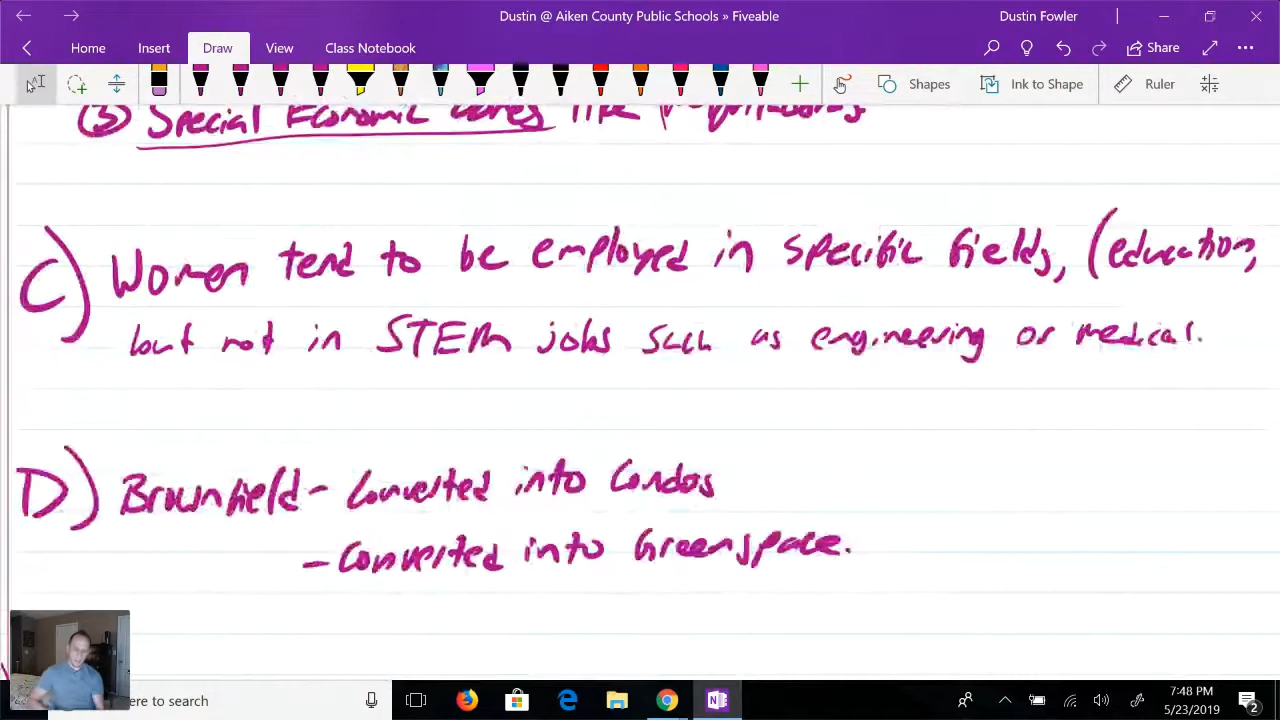 Dustin @ Aiken County Public Schools » Fiveable
Dustin Fowler
Home Insert Draw View Class Notebook
Share
Shapes Ink to Shape Ruler
(3) Special Economic Zones like
C) Women tend to be employed in specific fields, (education,
but not in STEM jobs such as engineering or medical.
D) Brownfield - Converted into Condos
- Converted into Greenspace.
here to search
7:48 PM
5/23/2019
2